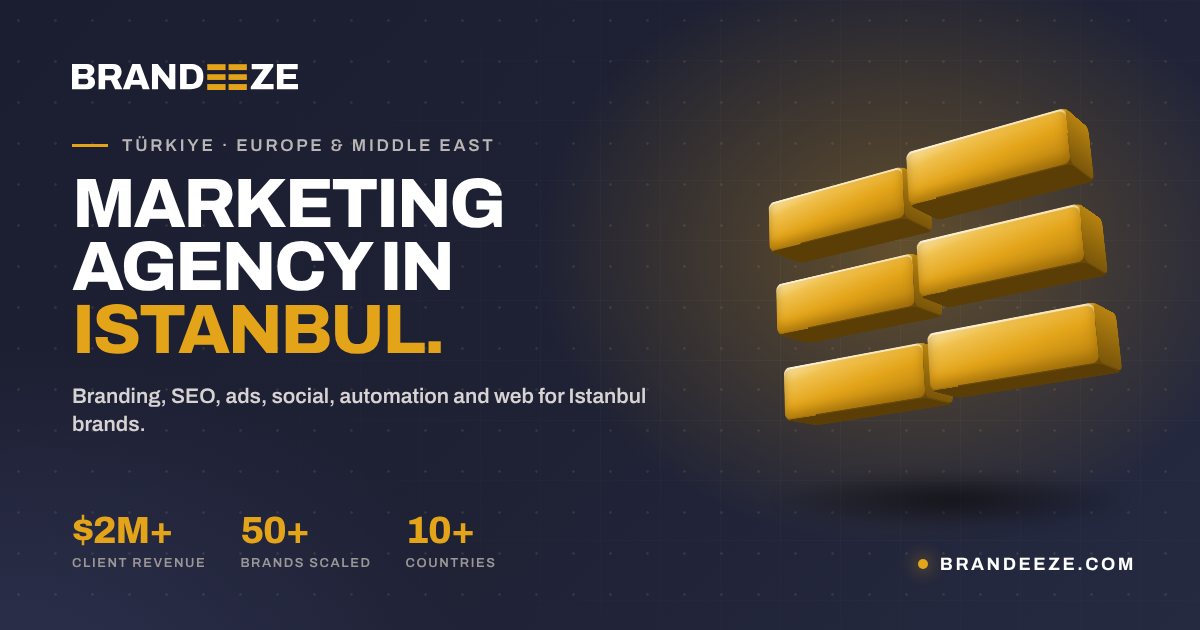 BRANDEEZE
TÜRKIYE · EUROPE & MIDDLE EAST
MARKETING
AGENCY IN
ISTANBUL.
Branding, SEO, ads, social, automation and web for Istanbul
brands.
$2M+ 50+ 10+
CLIENT REVENUE BRANDS SCALED COUNTRIES
BRANDEEZE.COM